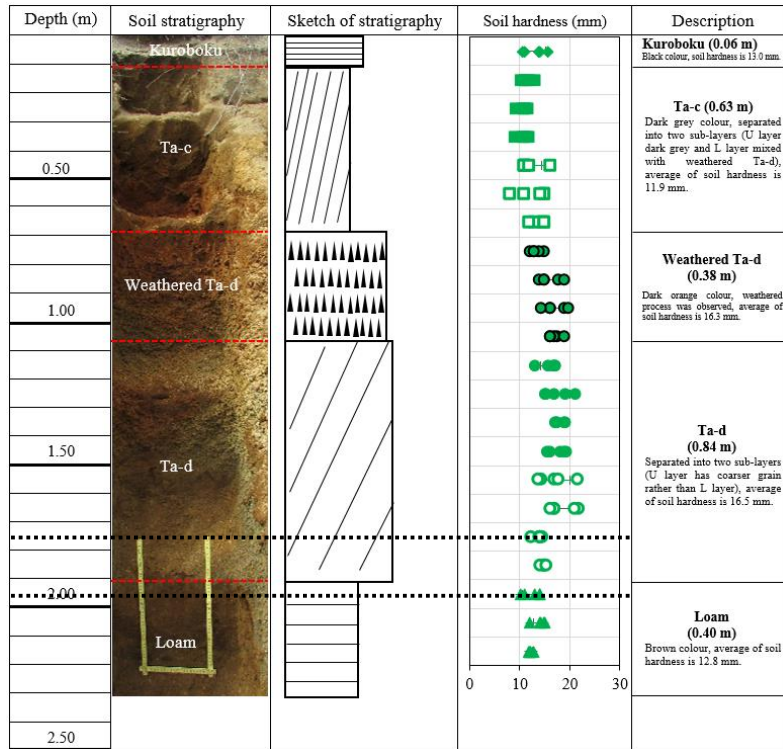 Depth (m)
Soil stratigraphy
Sketch of stratigraphy
Soil hardness (mm)
Description
0.50
1.00
1.50
2.00
2.50
Kuroboku
Ta-c
Weathered Ta-d
Ta-d
Loam
0
10
20
30
Kuroboku (0.06 m)
Black colour, soil hardness is 13.0 mm.
Ta-c (0.63 m)
Dark grey colour, separated
into two sub-layers (U layer
dark grey and L layer mixed
with weathered Ta-d),
average of soil hardness is
11.9 mm.
Weathered Ta-d
(0.38 m)
Dark orange colour, weathered
process was observed, average of
soil hardness is 16.3 mm.
Ta-d
(0.84 m)
Separated into two sub-layers
(U layer has coarser grain
rather than L layer), average
of soil hardness is 16.5 mm.
Loam
(0.40 m)
Brown colour, average of soil
hardness is 12.8 mm.